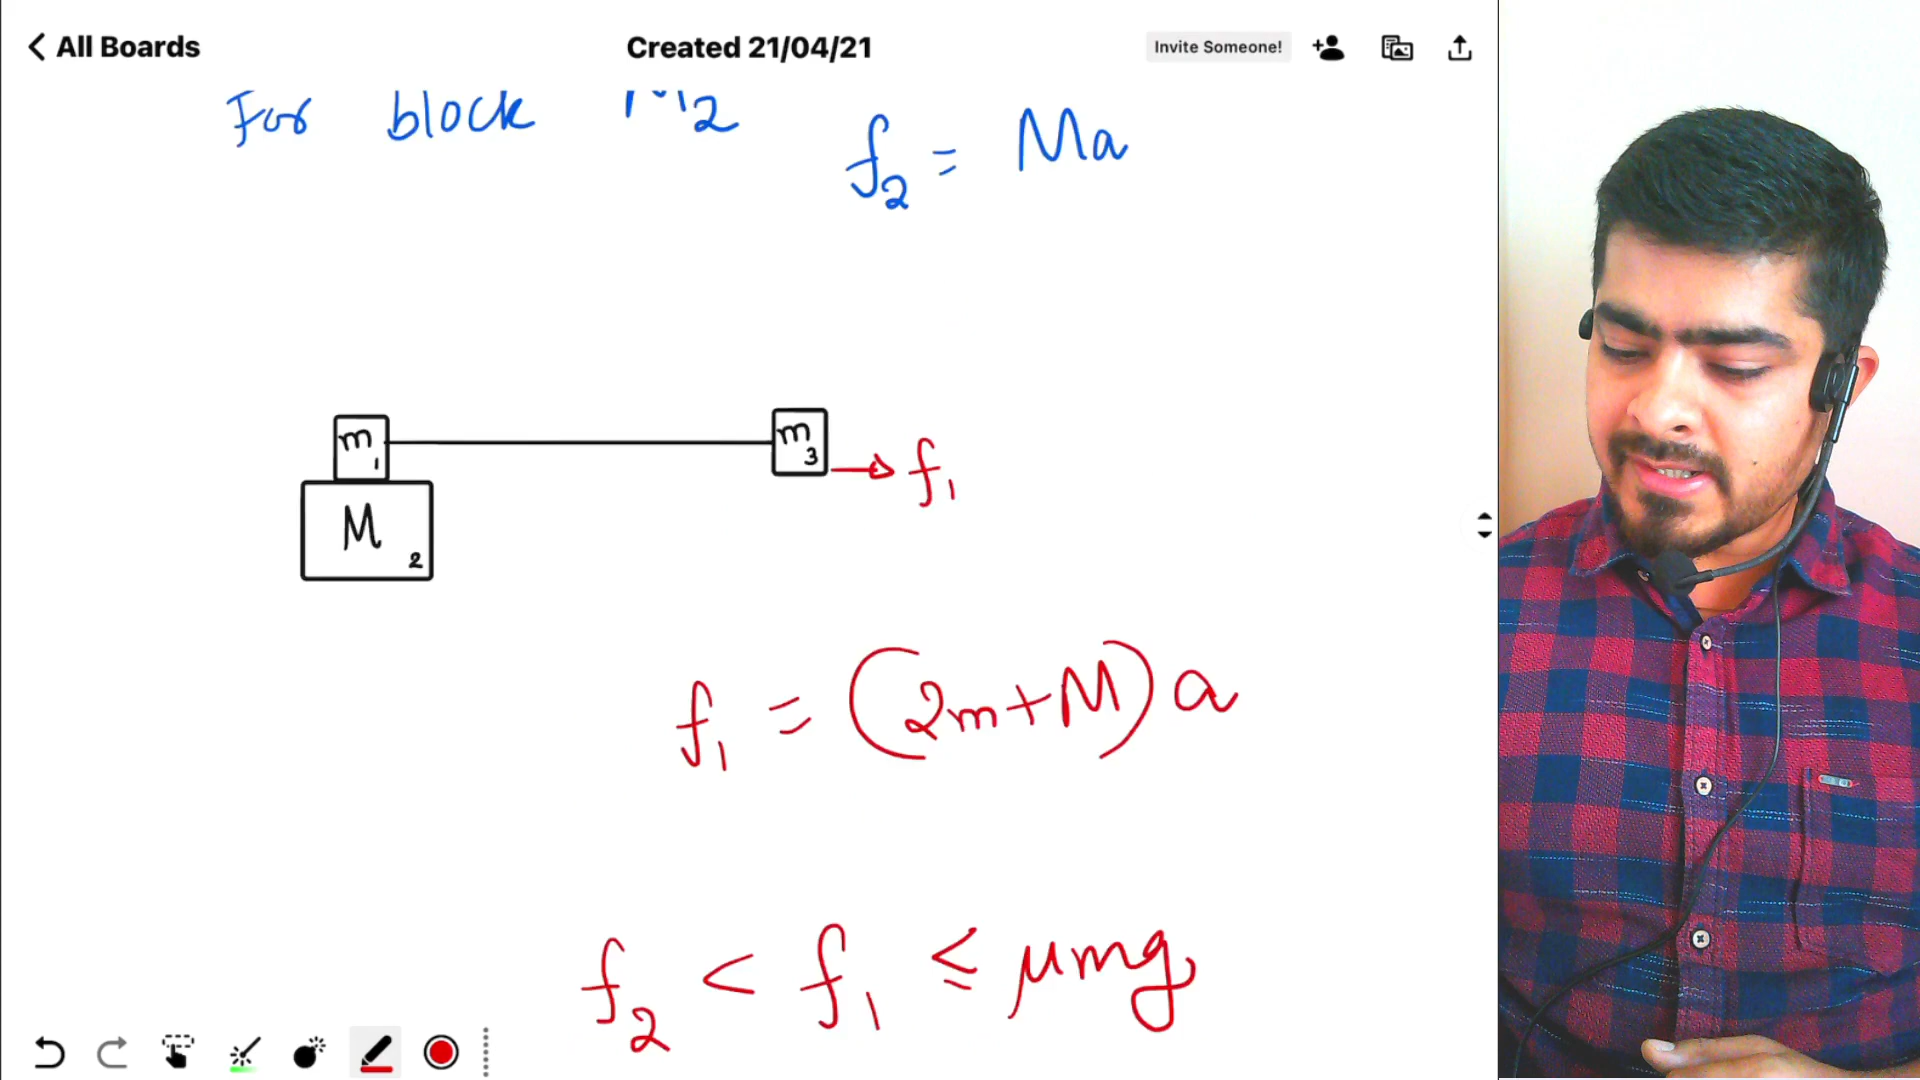 All Boards
Created 21/04/21
Invite Someone!
For block M2
f2 = Ma
m1
m3
f1
M2
f1 = (2m+M)a
f2 < f1 ≤ μmg